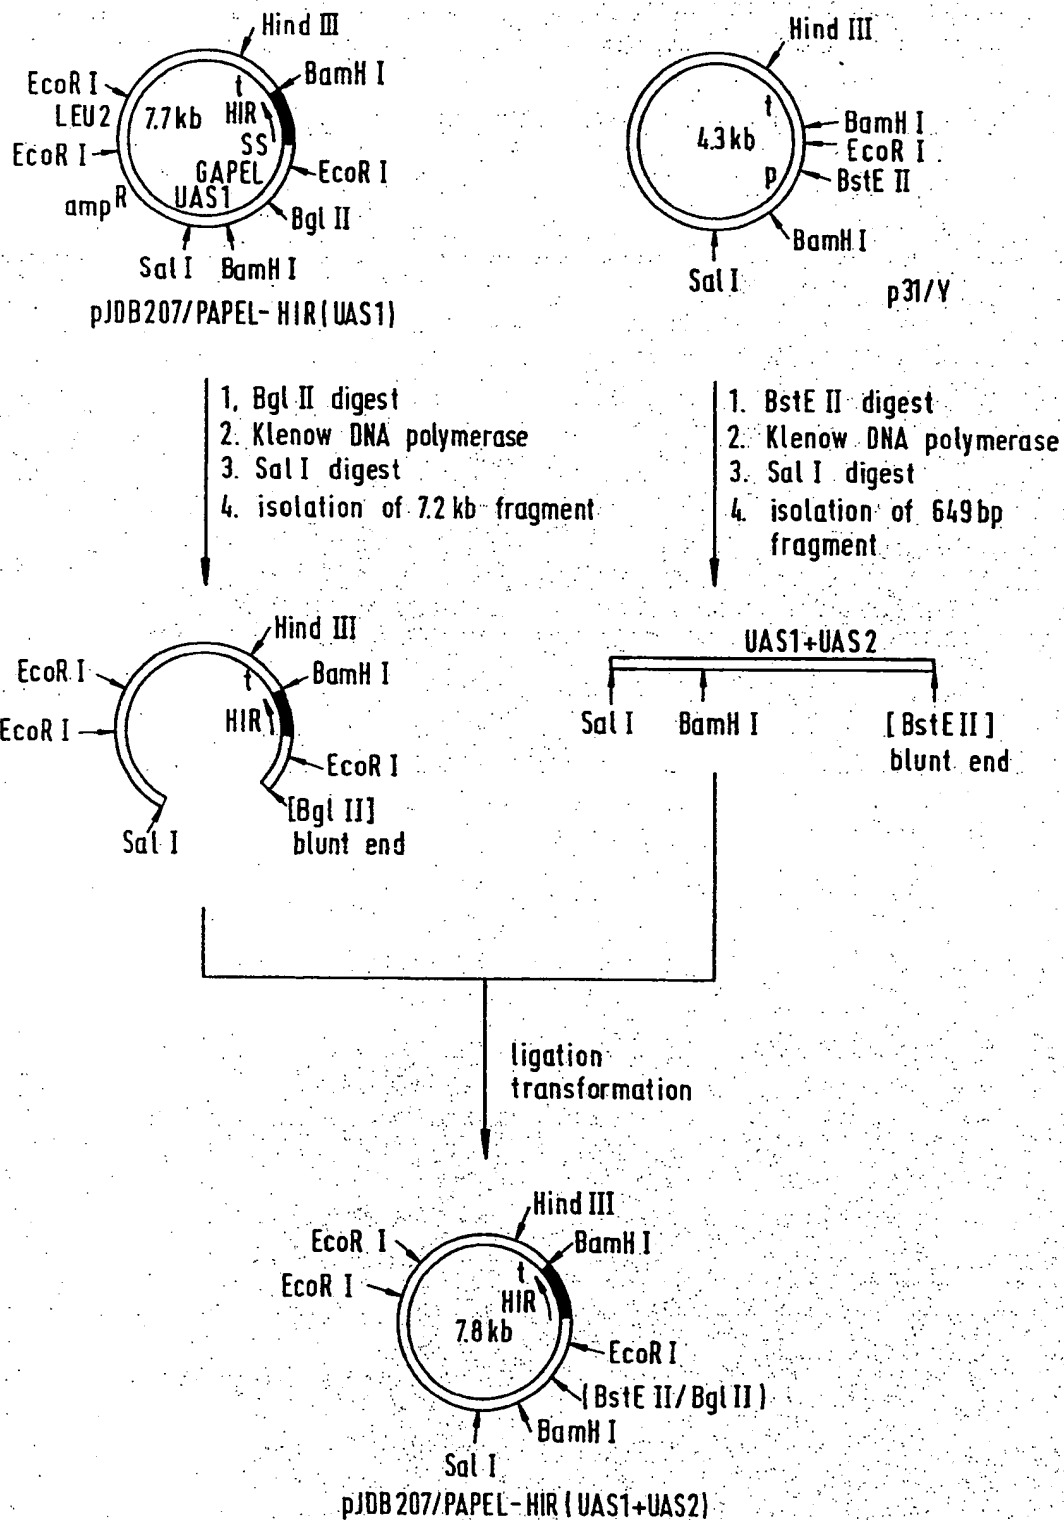 Hind III
BamH I
EcoR I
LEU2
EcoR I
7.7 kb
t
HIR
SS
GAPEL
UAS1
EcoR I
Bgl II
amp R
Sal I
BamH I
pJDB207/PAPEL-HIR(UAS1)
Hind III
t
4.3 kb
BamH I
EcoR I
BstE II
p
BamH I
Sal I
p31/Y
1, Bgl II digest
2. Klenow DNA polymerase
3. Sal I digest
4. isolation of 7.2 kb fragment
1. BstE II digest
2. Klenow DNA polymerase
3. Sal I digest
4. isolation of 649 bp
fragment
Hind III
BamH I
EcoR I
t
HIR
EcoR I
EcoR I
[Bgl II]
blunt end
Sal I
UAS1+UAS2
Sal I
BamH I
[BstE II]
blunt end
ligation
transformation
Hind III
BamH I
EcoR I
EcoR I
t
HIR
7.8 kb
EcoR I
(BstE II/Bgl II)
BamH I
Sal I
pJDB207/PAPEL-HIR(UAS1+UAS2)